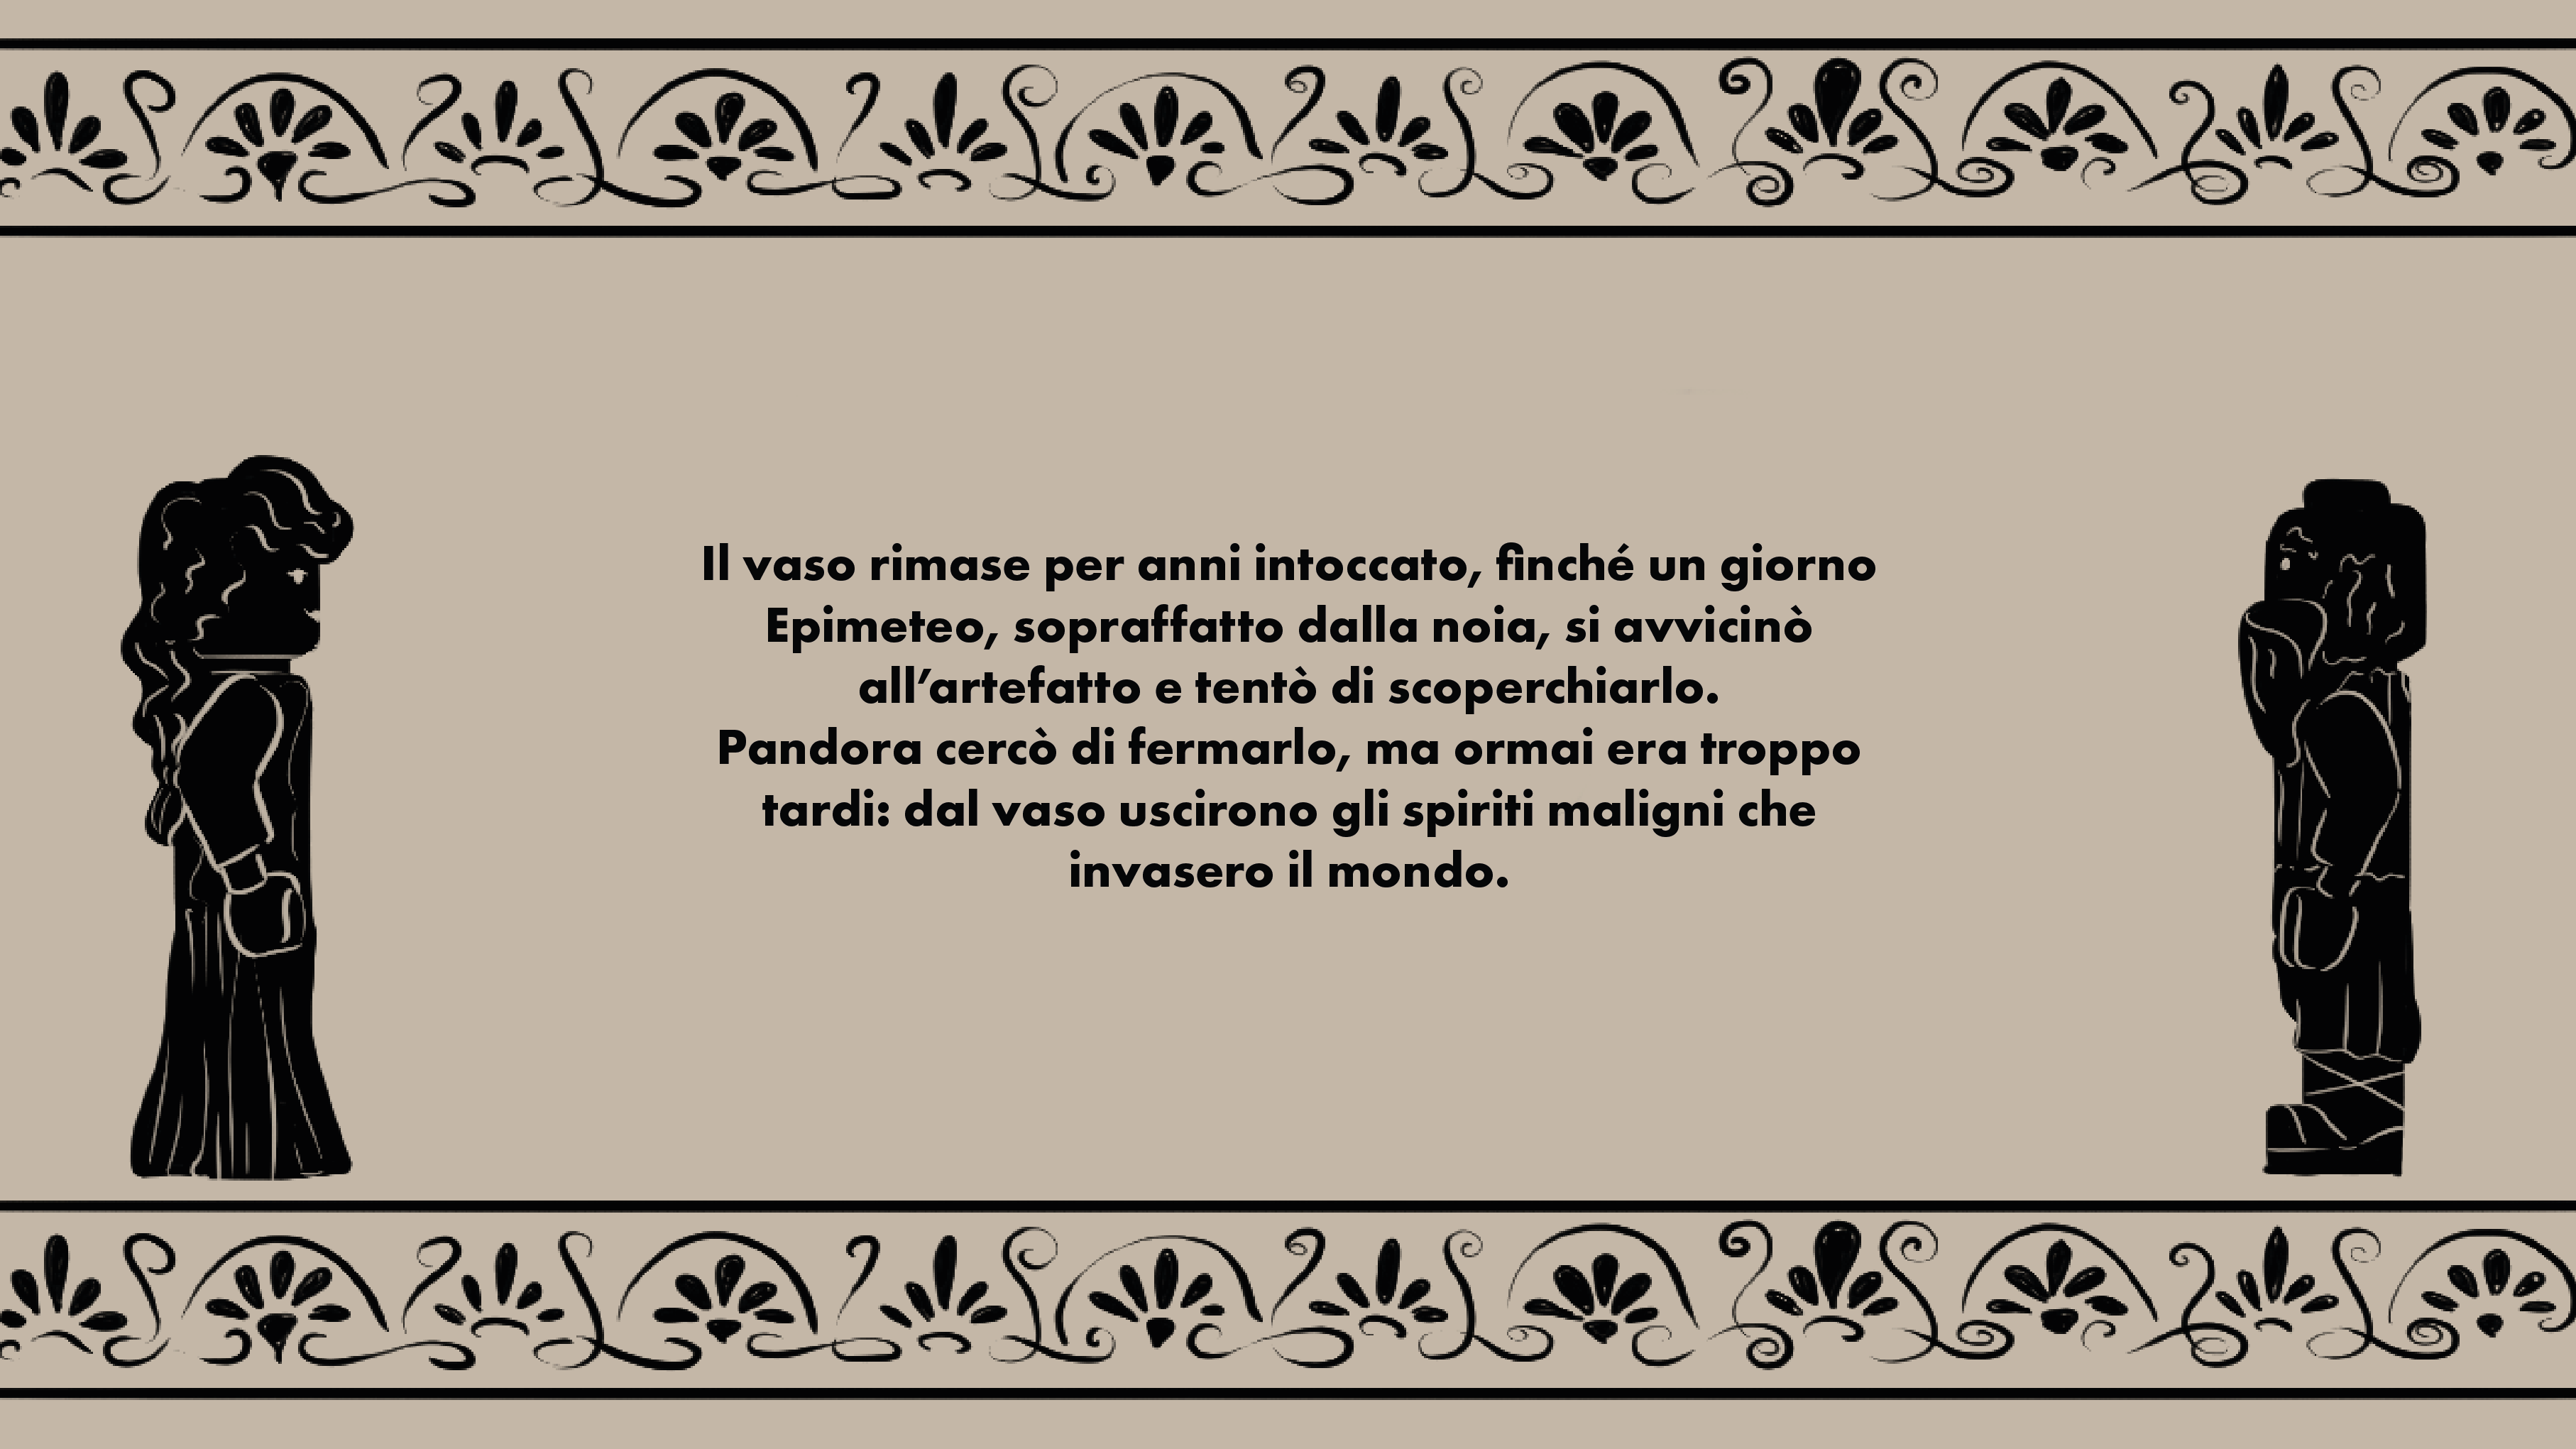 Il vaso rimase per anni intoccato, finché un giorno
Epimeteo, sopraffatto dalla noia, si avvicinò
all’artefatto e tentò di scoperchiarlo.
Pandora cercò di fermarlo, ma ormai era troppo
tardi: dal vaso uscirono gli spiriti maligni che
invasero il mondo.